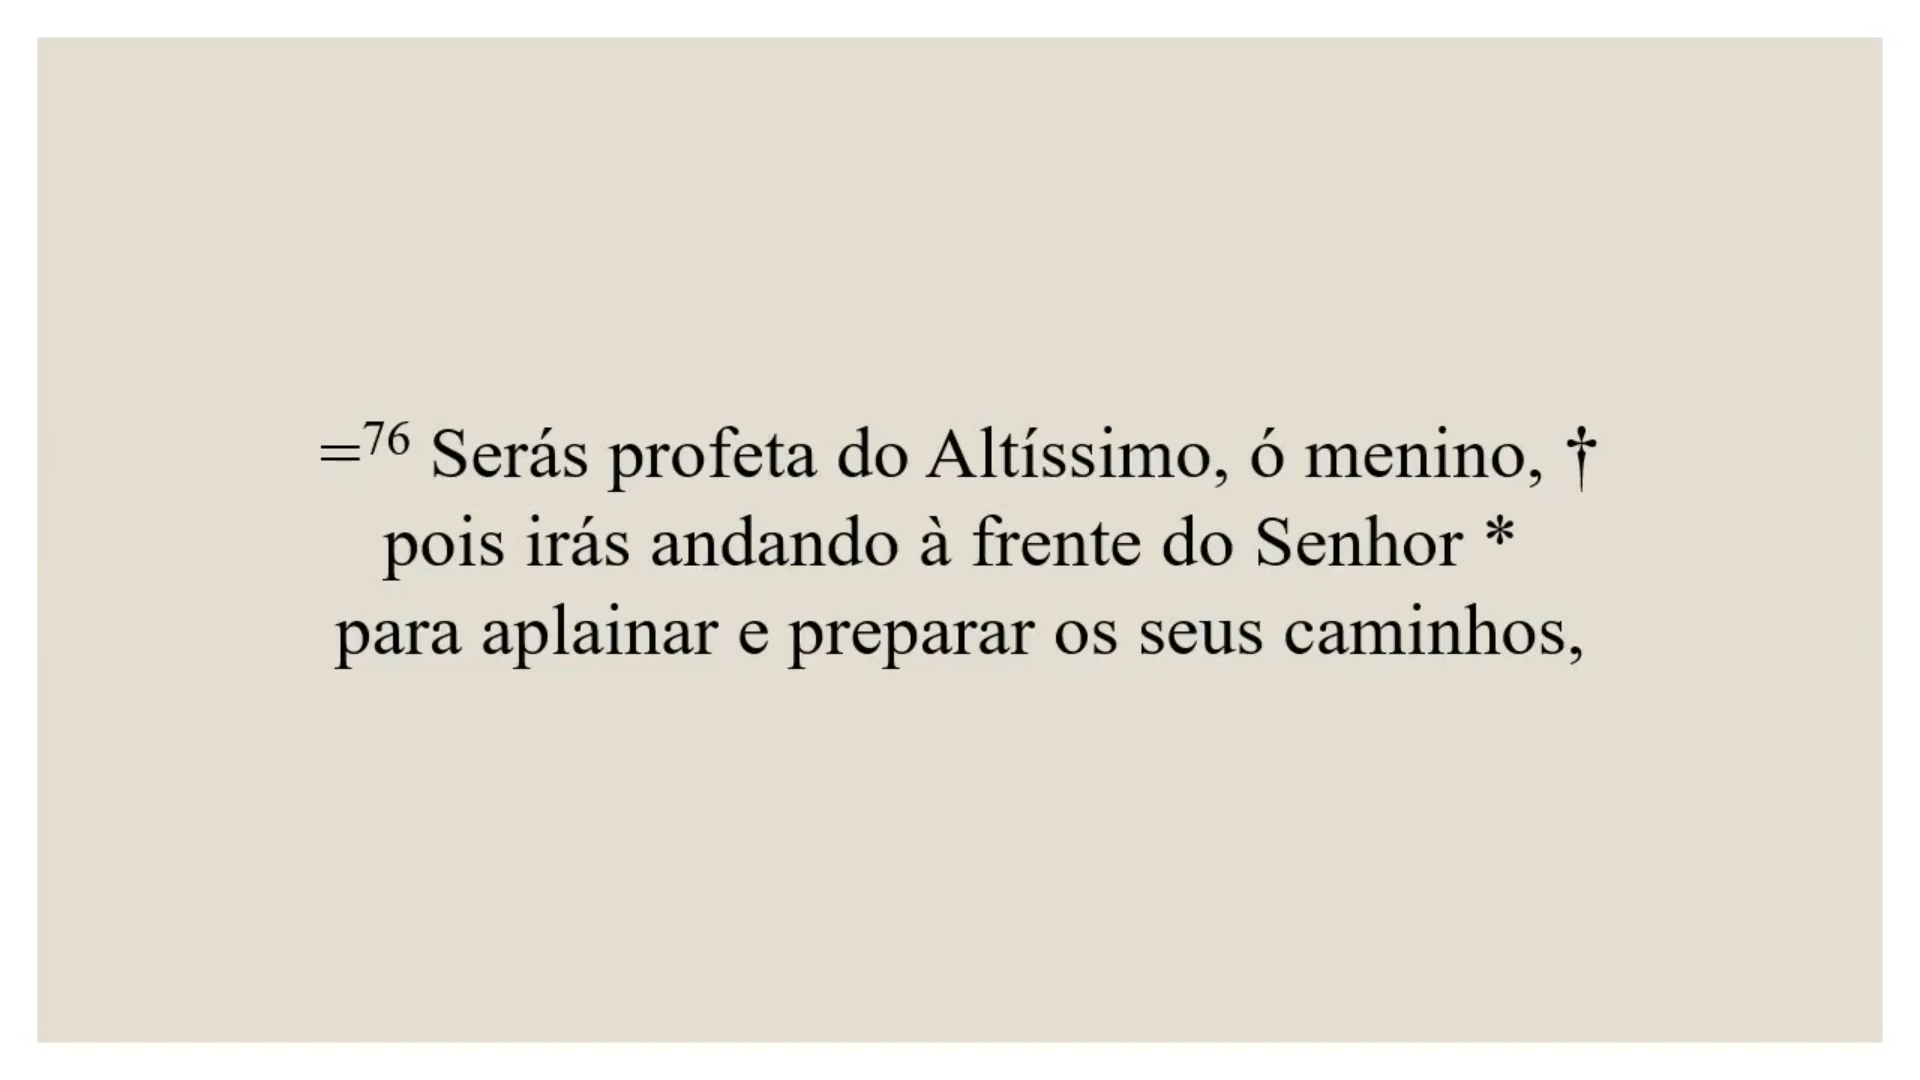 =76 Serás profeta do Altíssimo, ó menino, †
pois irás andando à frente do Senhor *
para aplainar e preparar os seus caminhos,